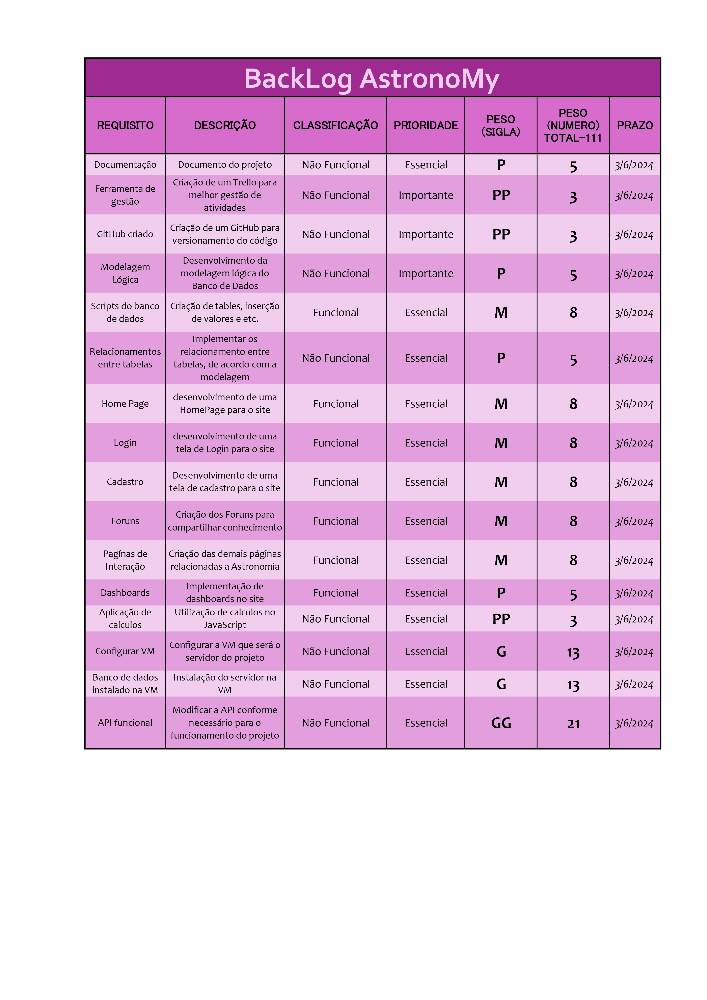 BackLog AstronoMy
REQUISITO
DESCRIÇÃO
CLASSIFICAÇÃO
PRIORIDADE
PESO
(SIGLA)
PESO
(NUMERO)
TOTAL-111
PRAZO
Documentação
Documento do projeto
Não Funcional
Essencial
P
5
3/6/2024
Ferramenta de
gestão
Criação de um Trello para
melhor gestão de
atividades
Não Funcional
Importante
PP
3
3/6/2024
GitHub criado
Criação de um GitHub para
versionamento do código
Não Funcional
Importante
PP
3
3/6/2024
Modelagem
Lógica
Desenvolvimento da
modelagem lógica do
Banco de Dados
Não Funcional
Importante
P
5
3/6/2024
Scripts do banco
de dados
Criação de tables, inserção
de valores e etc.
Funcional
Essencial
M
8
3/6/2024
Relacionamentos
entre tabelas
Implementar os
relacionamento entre
tabelas, de acordo com a
modelagem
Não Funcional
Essencial
P
5
3/6/2024
Home Page
desenvolvimento de uma
HomePage para o site
Funcional
Essencial
M
8
3/6/2024
Login
desenvolvimento de uma
tela de Login para o site
Funcional
Essencial
M
8
3/6/2024
Cadastro
Desenvolvimento de uma
tela de cadastro para o site
Funcional
Essencial
M
8
3/6/2024
Foruns
Criação dos Foruns para
compartilhar conhecimento
Funcional
Essencial
M
8
3/6/2024
Pagínas de
Interação
Criação das demais páginas
relacionadas a Astronomia
Funcional
Essencial
M
8
3/6/2024
Dashboards
Implementação de
dashboards no site
Funcional
Essencial
P
5
3/6/2024
Aplicação de
calculos
Utilização de calculos no
JavaScript
Não Funcional
Essencial
PP
3
3/6/2024
Configurar VM
Configurar a VM que será o
servidor do projeto
Não Funcional
Essencial
G
13
3/6/2024
Banco de dados
instalado na VM
Instalação do servidor na
VM
Não Funcional
Essencial
G
13
3/6/2024
API funcional
Modificar a API conforme
necessário para o
funcionamento do projeto
Não Funcional
Essencial
GG
21
3/6/2024